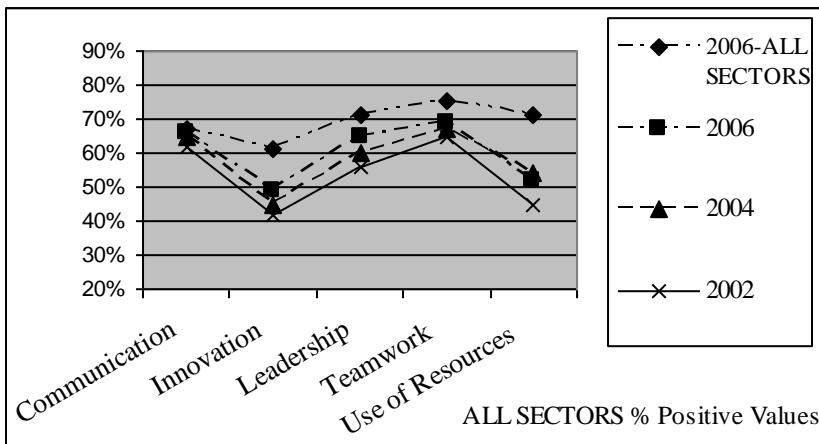 90%
80%
70%
60%
50%
40%
30%
20%
Communication
Innovation
Leadership
Teamwork
Use of Resources
2006-ALL
SECTORS
2006
2004
2002
ALL SECTORS % Positive Values